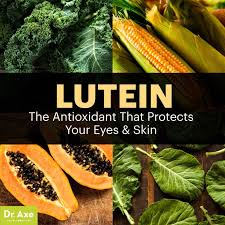 LUTEIN
The Antioxidant That Protects
Your Eyes & Skin
Dr. Axe